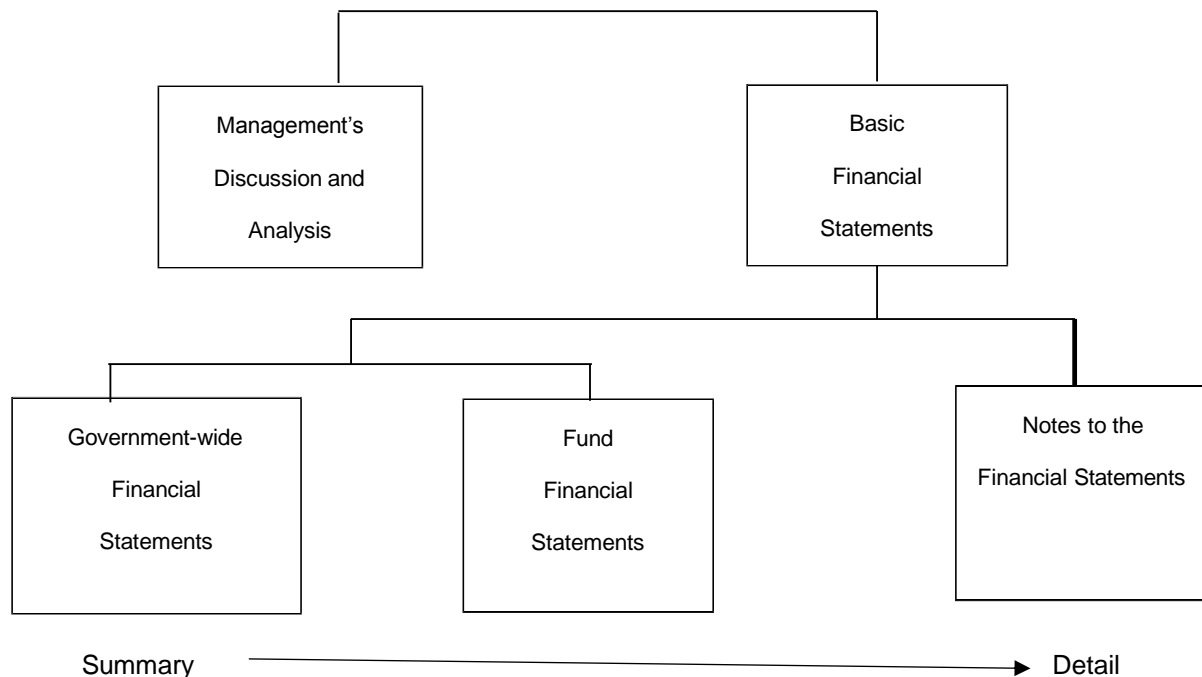 Management’s
Discussion and
Analysis
Basic
Financial
Statements
Government-wide
Financial
Statements
Fund
Financial
Statements
Notes to the
Financial Statements
Summary
Detail